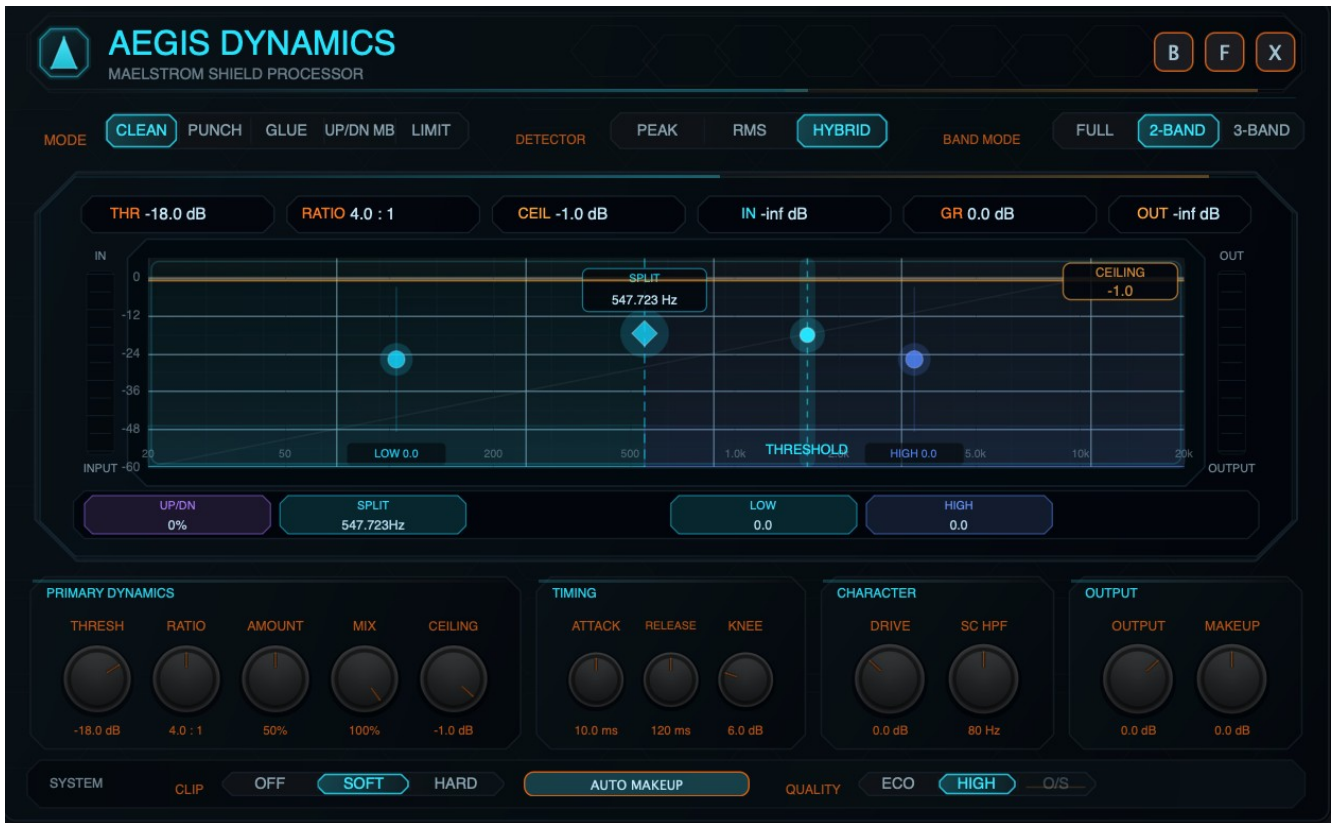 AEGIS DYNAMICS
MAELSTROM SHIELD PROCESSOR
B F X
MODE CLEAN PUNCH GLUE UP/DN MB LIMIT DETECTOR PEAK RMS HYBRID BAND MODE FULL 2-BAND 3-BAND
THR -18.0 dB RATIO 4.0 : 1 CEIL -1.0 dB IN -inf dB GR 0.0 dB OUT -inf dB
IN OUT
CEILING
-1.0
SPLIT
547.723 Hz
0
-12
-24
-36
-48
-60
20 50 LOW 0.0 200 500 1.0k THRESHOLD 2.0k HIGH 0.0 5.0k 10k 20k
INPUT OUTPUT
UP/DN SPLIT LOW HIGH
0% 547.723Hz 0.0 0.0
PRIMARY DYNAMICS TIMING CHARACTER OUTPUT
THRESH RATIO AMOUNT MIX CEILING ATTACK RELEASE KNEE DRIVE SC HPF OUTPUT MAKEUP
-18.0 dB 4.0 : 1 50% 100% -1.0 dB 10.0 ms 120 ms 6.0 dB 0.0 dB 80 Hz 0.0 dB 0.0 dB
SYSTEM CLIP OFF SOFT HARD AUTO MAKEUP QUALITY ECO HIGH O/S